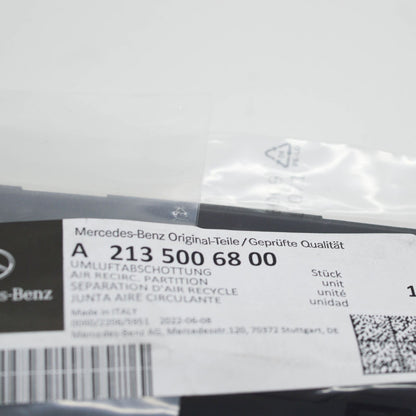 Mercedes-Benz Original-Teile/Geprüfte Qualität
A 213 500 68 00
UMLUFTABSCHOTTUNG
AIR RECIRC. PARTITION
SEPARATION D'AIR RECYCLE
JUNTA AIRE CIRCULANTE
Stück
unit
unité
unidad
1
Made in ITALY
2022-06-08
Mercedes-Benz AG, Mercedesstr.120, 70372 Stuttgart, DE
s-Benz